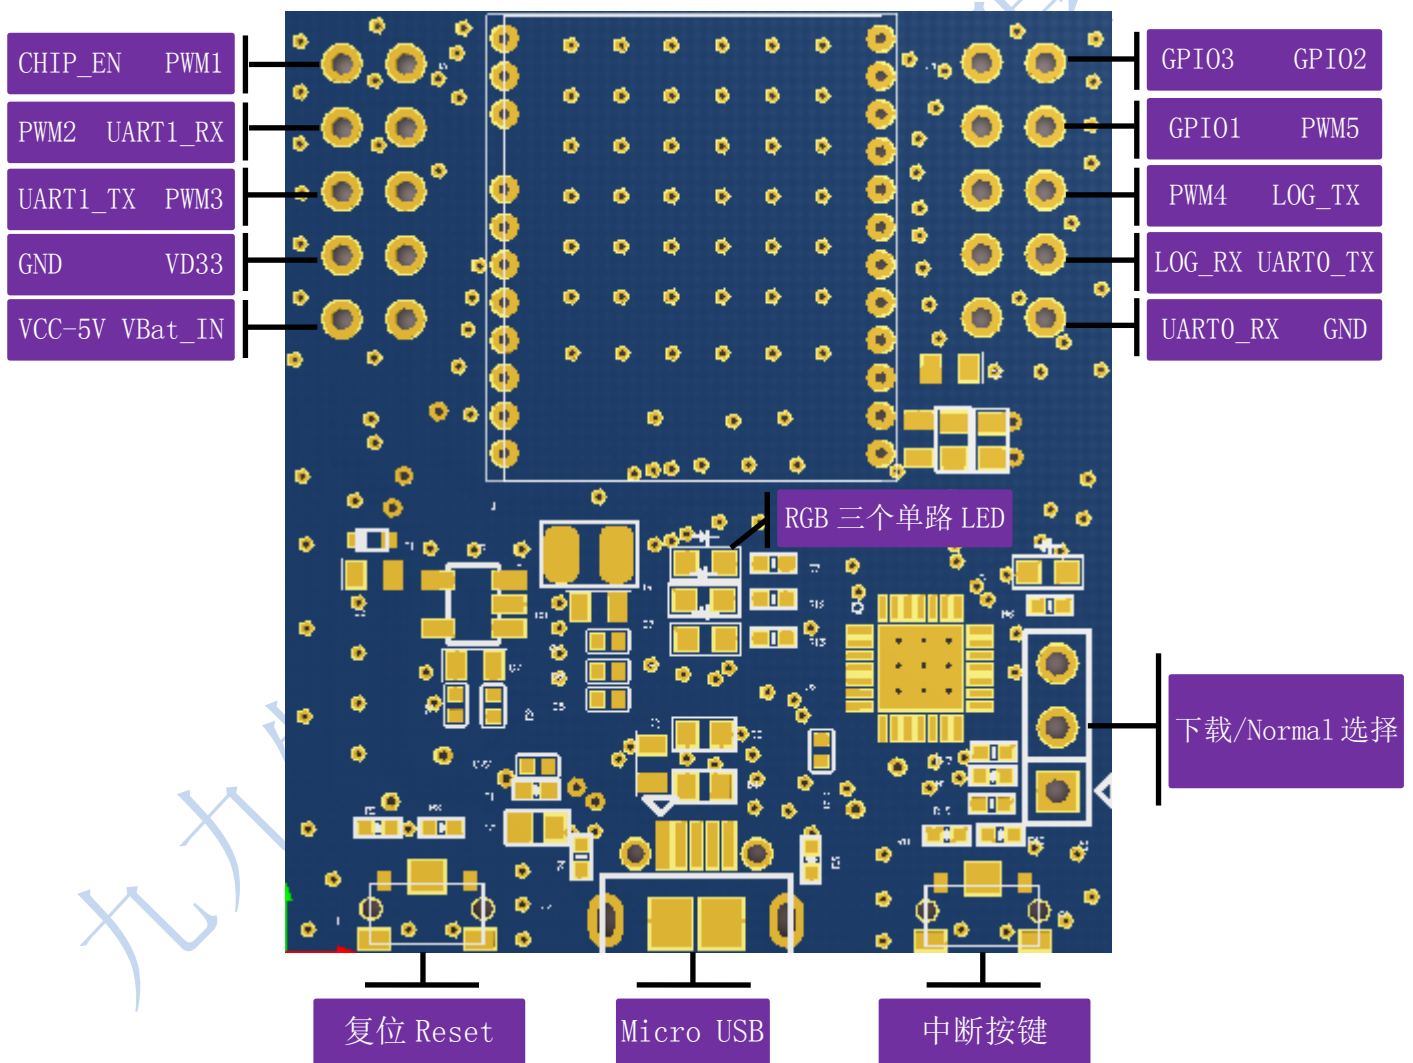 CHIP_EN PWM1
GPIO3 GPIO2
PWM2 UART1_RX
GPIO1 PWM5
UART1_TX PWM3
PWM4 LOG_TX
GND VD33
LOG_RX UART0_TX
VCC-5V VBat_IN
UART0_RX GND
RGB 三个单路 LED
下载/Normal 选择
九九
复位 Reset
Micro USB
中断按键